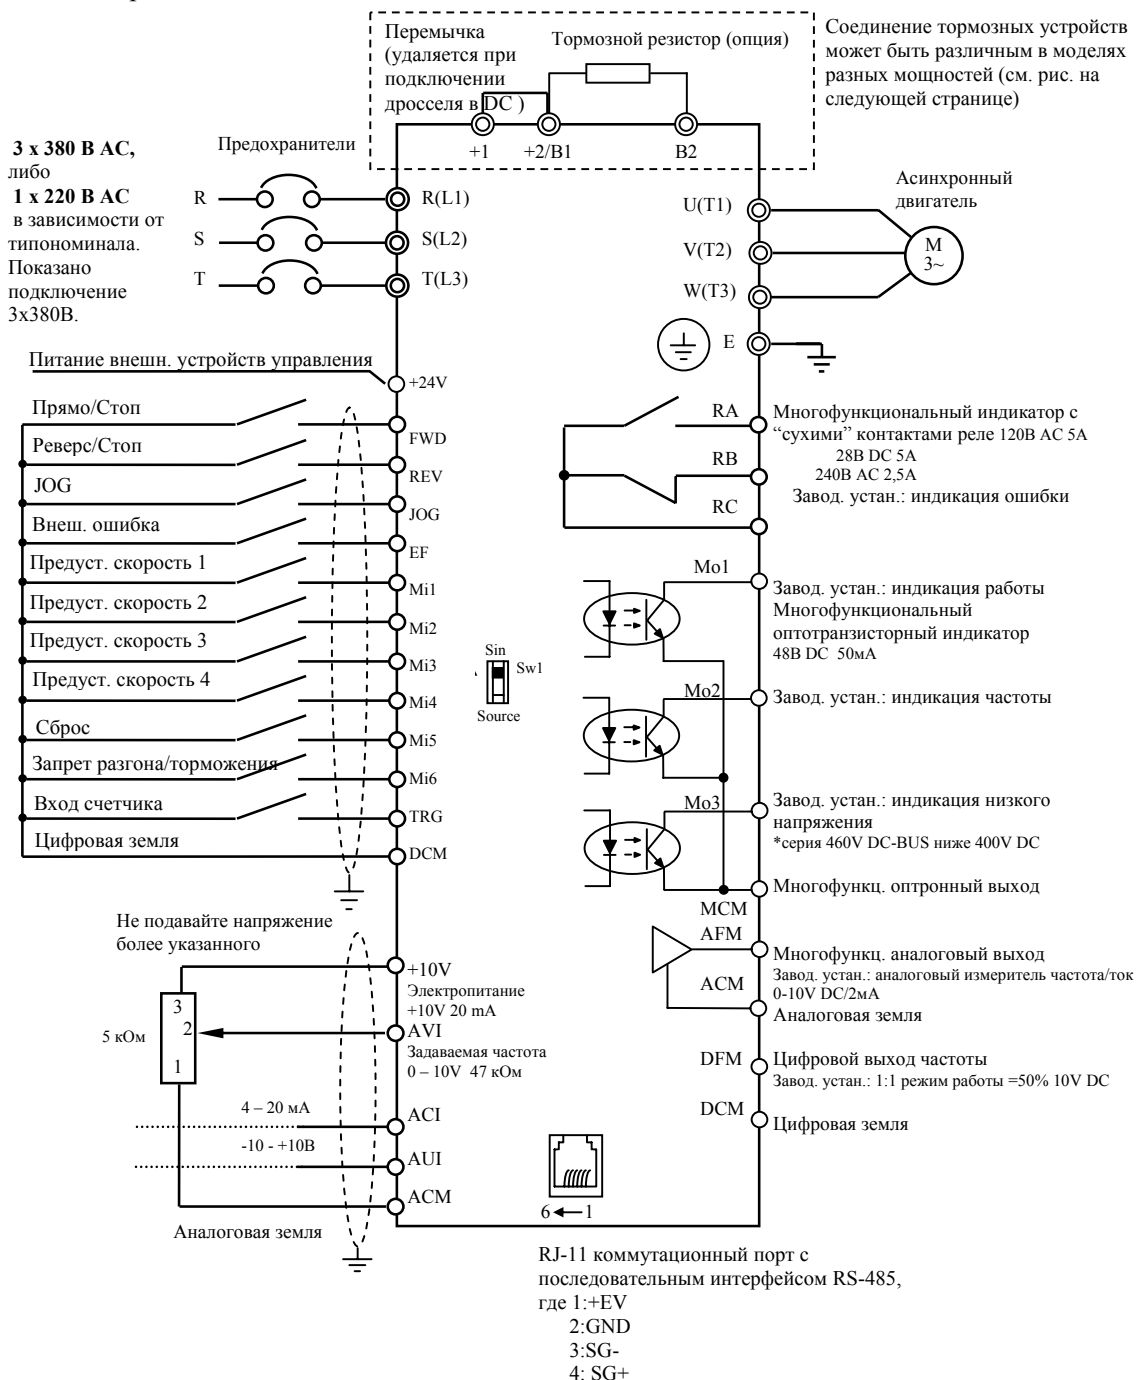 Перемычка
(удаляется при
подключении
дросселя в DC )
Тормозной резистор (опция)
Соединение тормозных устройств
может быть различным в моделях
разных мощностей (см. рис. на
следующей странице)
+1
+2/B1
B2
3 x 380 В AC,
либо
1 x 220 В AC
в зависимости от
типономинала.
Показано
подключение
3х380В.
Предохранители
R
R(L1)
S
S(L2)
T
T(L3)
U(T1)
V(T2)
W(T3)
E
Асинхронный
двигатель
M
3~
Питание внешн. устройств управления
+24V
Прямо/Стоп
FWD
Реверс/Стоп
REV
JOG
JOG
Внеш. ошибка
EF
Предуст. скорость 1
Mi1
Предуст. скорость 2
Mi2
Предуст. скорость 3
Mi3
Предуст. скорость 4
Mi4
Сброс
Mi5
Запрет разгона/торможения
Mi6
Вход счетчика
TRG
Цифровая земля
DCM
Sin
Sw1
Source
RA
RB
RC
Многофункциональный индикатор с
“сухими” контактами реле 120В AC 5А
28В DC 5А
240В AC 2,5А
Завод. устан.: индикация ошибки
Mo1
Завод. устан.: индикация работы
Многофункциональный
оптотранзисторный индикатор
48В DC 50мА
Mo2
Завод. устан.: индикация частоты
Mo3
Завод. устан.: индикация низкого
напряжения
*серия 460V DC-BUS ниже 400V DC
Многофункц. оптронный выход
MCM
AFM
Многофункц. аналоговый выход
Завод. устан.: аналоговый измеритель частота/ток
0-10V DC/2мА
ACM
Аналоговая земля
DFM
Цифровой выход частоты
Завод. устан.: 1:1 режим работы =50% 10V DC
DCM
Цифровая земля
Не подавайте напряжение
более указанного
+10V
Электропитание
+10V 20 mA
3
2
1
5 кОм
AVI
Задаваемая частота
0 – 10V 47 кОм
4 – 20 мА
ACI
-10 - +10В
AUI
ACM
Аналоговая земля
6
1
RJ-11 коммутационный порт с
последовательным интерфейсом RS-485,
где 1:+EV
2:GND
3:SG-
4: SG+